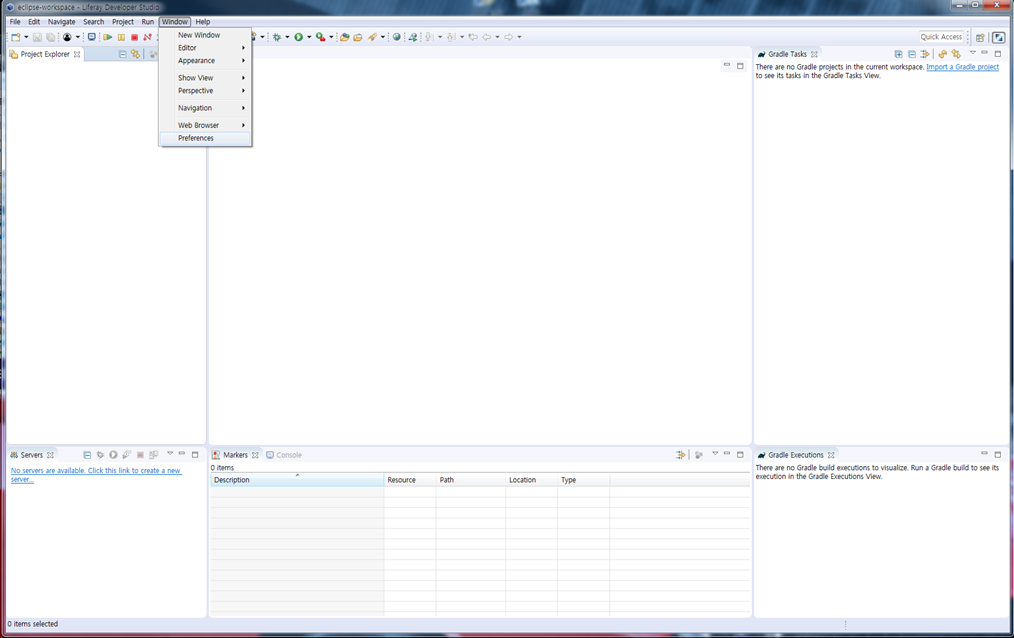 eclipse-workspace - Liferay Developer Studio
File Edit Navigate Search Project Run Window Help
New Window
Editor
Appearance
Show View
Perspective
Navigation
Web Browser
Preferences
Quick Access
Project Explorer
Gradle Tasks
There are no Gradle projects in the current workspace. Import a Gradle project
to see its tasks in the Gradle Tasks View.
Servers
No servers are available. Click this link to create a new
server...
Markers Console
0 items
Description Resource Path Location Type
Gradle Executions
There are no Gradle build executions to visualize. Run a Gradle build to see its
execution in the Gradle Executions View.
0 items selected